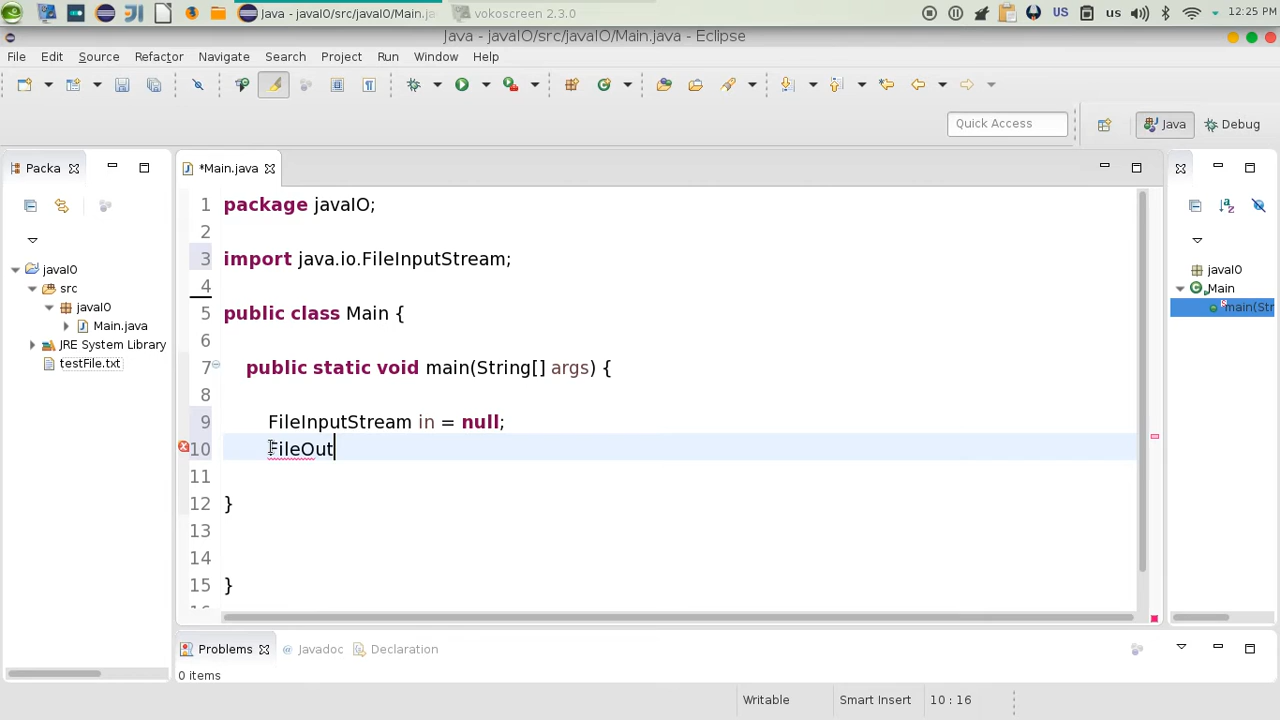 Java - javaIO/src/javaIO/Main.ja
vokoscreen 2.3.0
US
us
12:25 PM
Java - javaIO/src/javaIO/Main.java - Eclipse
File Edit Source Refactor Navigate Search Project Run Window Help
Quick Access
Java
Debug
Packa
*Main.java
javaIO
src
javaIO
Main.java
JRE System Library
testFile.txt
1 package javaIO;
2
3 import java.io.FileInputStream;
4
5 public class Main {
6
7 public static void main(String[] args) {
8
9 FileInputStream in = null;
10 FileOut
11
12 }
13
14
15 }
javaIO
Main
main(Str
Problems
@ Javadoc
Declaration
0 items
Writable
Smart Insert
10 : 16